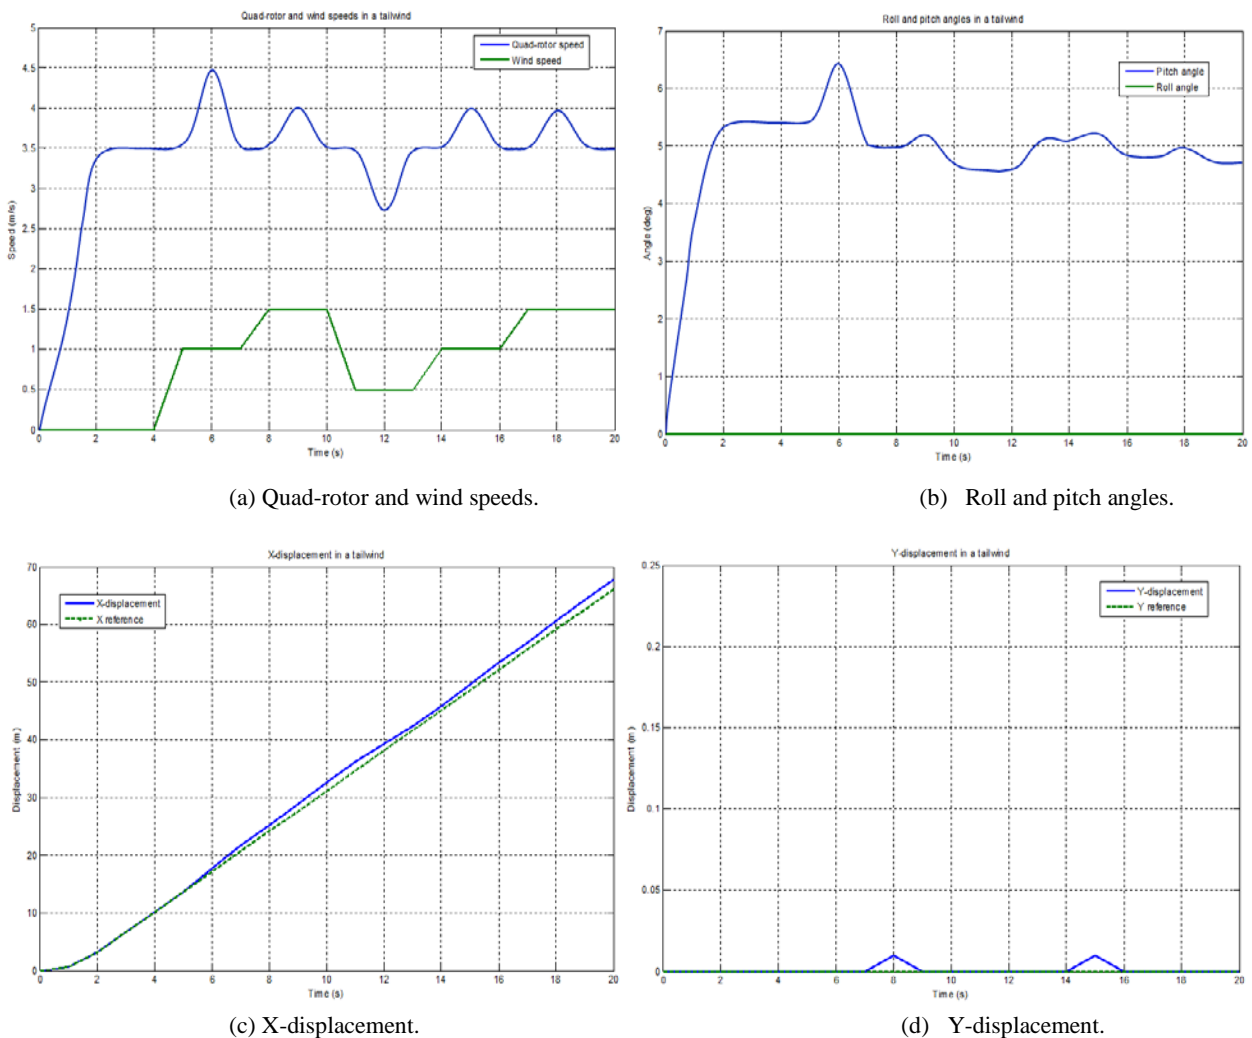 Quad-rotor and wind speeds in a tailwind
5
4.5
4
3.5
3
2.5
2
1.5
1
0.5
0
Speed (m/s)
Quad-rotor speed
Wind speed
0 2 4 6 8 10 12 14 16 18 20
Time (s)
(a) Quad-rotor and wind speeds.
Roll and pitch angles in a tailwind
7
6
5
4
3
2
1
0
Angle (deg)
Pitch angle
Roll angle
0 2 4 6 8 10 12 14 16 18 20
Time (s)
(b) Roll and pitch angles.
X-displacement in a tailwind
70
60
50
40
30
20
10
0
Displacement (m)
X-displacement
X reference
0 2 4 6 8 10 12 14 16 18 20
Time (s)
(c) X-displacement.
Y-displacement in a tailwind
0.25
0.2
0.15
0.1
0.05
0
Displacement (m)
Y-displacement
Y reference
0 2 4 6 8 10 12 14 16 18 20
Time (s)
(d) Y-displacement.